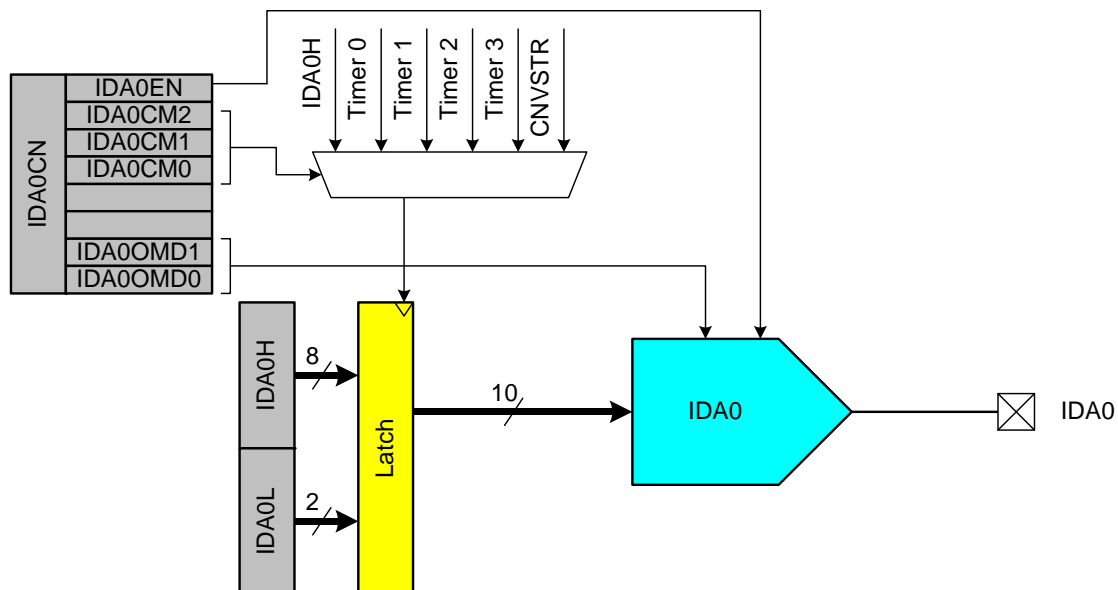 IDA0CN
IDA0EN
IDA0CM2
IDA0CM1
IDA0CM0
IDA0OMD1
IDA0OMD0
IDA0H
Timer 0
Timer 1
Timer 2
Timer 3
CNVSTR
IDA0H
IDA0L
8
2
Latch
10
IDA0
IDA0